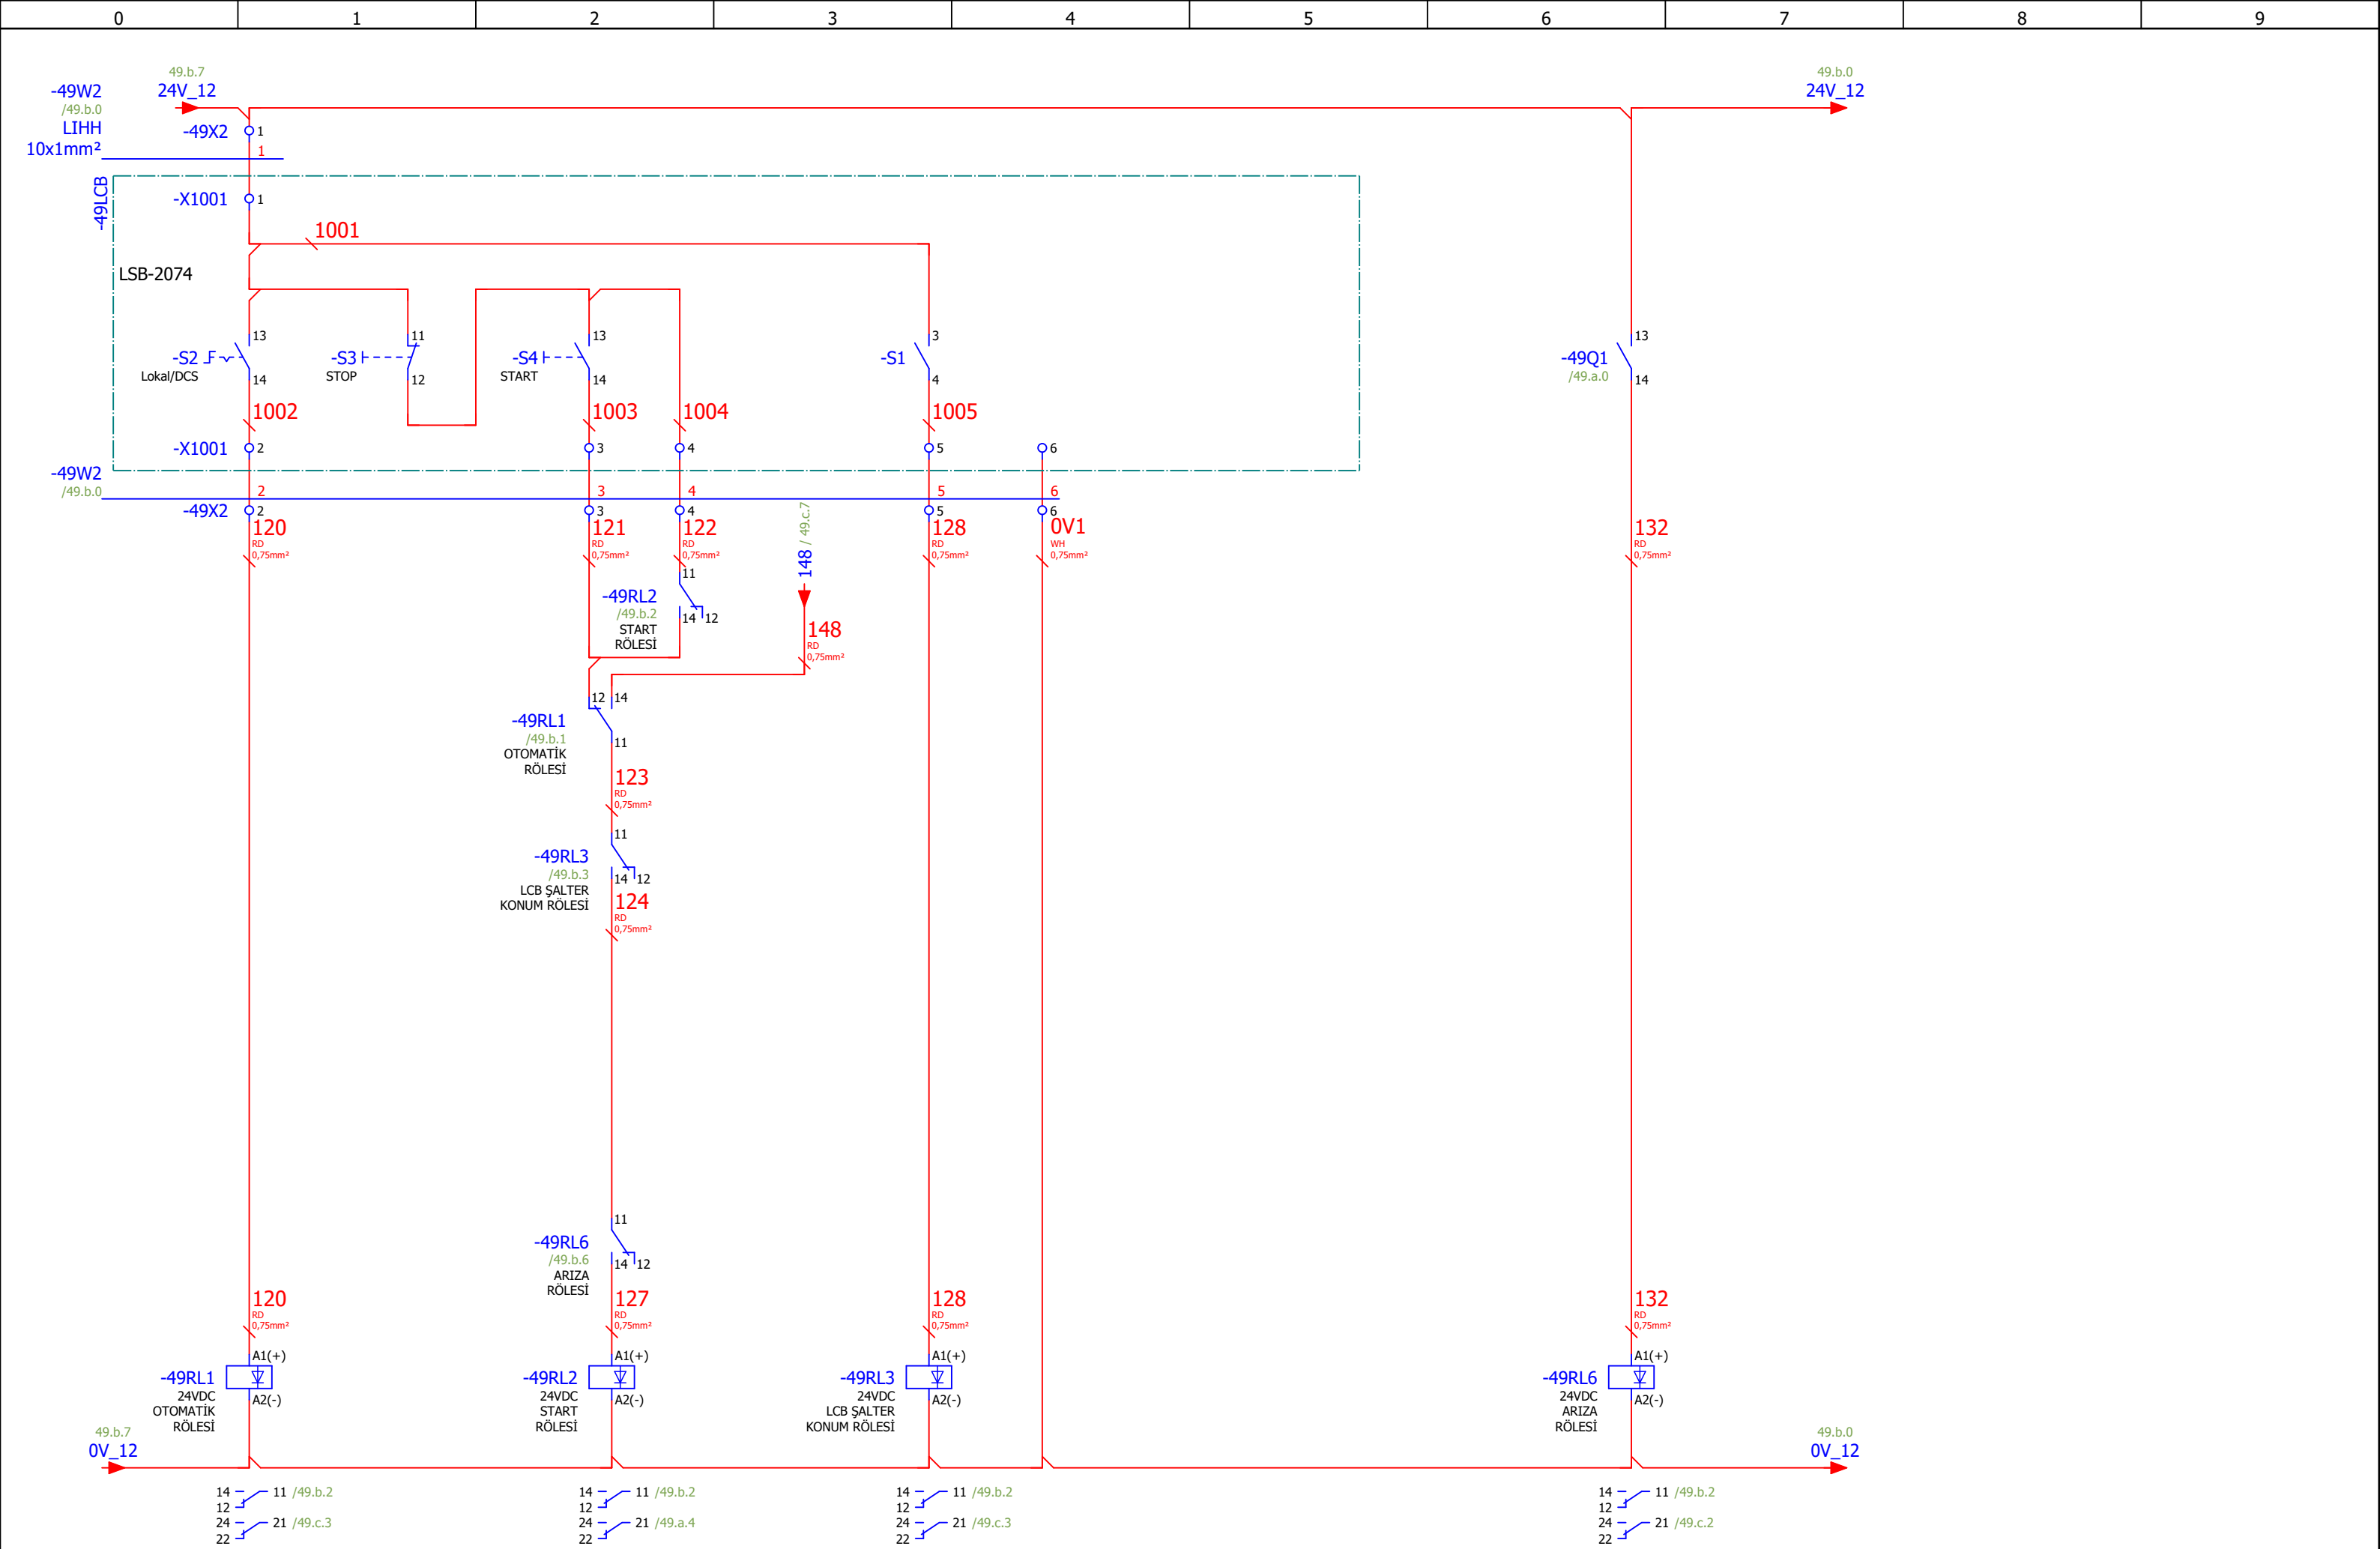 0 1 2 3 4 5 6 7 8 9
49.b.7
24V_12
49.b.0
24V_12
-49W2
/49.b.0
LIHH
10x1mm²
-49X2 1
1
-49LCB
-X1001 1
1001
LSB-2074
13 11 13 3 13
-S2
Lokal/DCS
-S3
STOP
-S4
START
-S1
-49Q1
/49.a.0
14 12 14 4 14
1002 1003 1004 1005
-X1001 2 3 4 5 6
-49W2
/49.b.0
2 3 4 5 6
-49X2 2 3 4 5 6
120
RD
0,75mm²
121
RD
0,75mm²
122
RD
0,75mm²
148 / 49.c.7
128
RD
0,75mm²
0V1
WH
0,75mm²
132
RD
0,75mm²
11
-49RL2
/49.b.2
START
RÖLESİ
14 12
148
RD
0,75mm²
12 14
-49RL1
/49.b.1
OTOMATİK
RÖLESİ
11
123
RD
0,75mm²
11
-49RL3
/49.b.3
LCB ŞALTER
KONUM RÖLESİ
14 12
124
RD
0,75mm²
11
-49RL6
/49.b.6
ARIZA
RÖLESİ
14 12
120
RD
0,75mm²
127
RD
0,75mm²
128
RD
0,75mm²
132
RD
0,75mm²
A1(+)
-49RL1
24VDC
OTOMATİK
RÖLESİ
A2(-)
A1(+)
-49RL2
24VDC
START
RÖLESİ
A2(-)
A1(+)
-49RL3
24VDC
LCB ŞALTER
KONUM RÖLESİ
A2(-)
A1(+)
-49RL6
24VDC
ARIZA
RÖLESİ
A2(-)
49.b.7
0V_12
49.b.0
0V_12
14 11 /49.b.2
12
24 21 /49.c.3
22
14 11 /49.b.2
12
24 21 /49.a.4
22
14 11 /49.b.2
12
24 21 /49.c.3
22
14 11 /49.b.2
12
24 21 /49.c.2
22